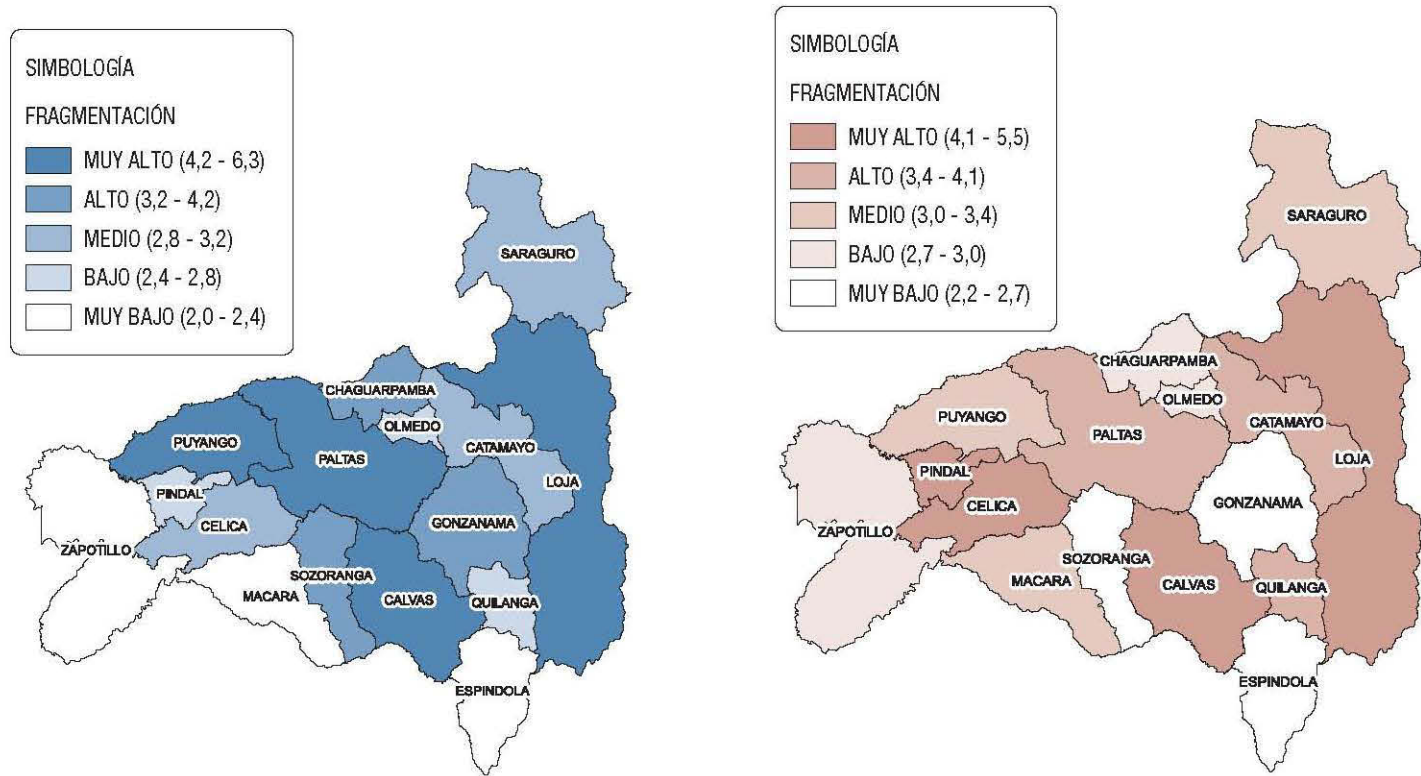 SIMBOLOGÍA
FRAGMENTACIÓN
MUY ALTO (4,2 - 6,3)
ALTO (3,2 - 4,2)
MEDIO (2,8 - 3,2)
BAJO (2,4 - 2,8)
MUY BAJO (2,0 - 2,4)
SARAGURO
CHAGUARPAMBA
OLMEDO
PUYANGO
CATAMAYO
PALTAS
LOJA
PINDAL
CELICA
GONZANAMA
ZAPOTILLO
SOZORANGA
MACARA
CALVAS
QUILANGA
ESPINDOLA
SIMBOLOGÍA
FRAGMENTACIÓN
MUY ALTO (4,1 - 5,5)
ALTO (3,4 - 4,1)
MEDIO (3,0 - 3,4)
BAJO (2,7 - 3,0)
MUY BAJO (2,2 - 2,7)
SARAGURO
CHAGUARPAMBA
OLMEDO
PUYANGO
CATAMAYO
PALTAS
LOJA
PINDAL
GONZANAMA
CELICA
ZAPOTILLO
SOZORANGA
MACARA
CALVAS
QUILANGA
ESPINDOLA